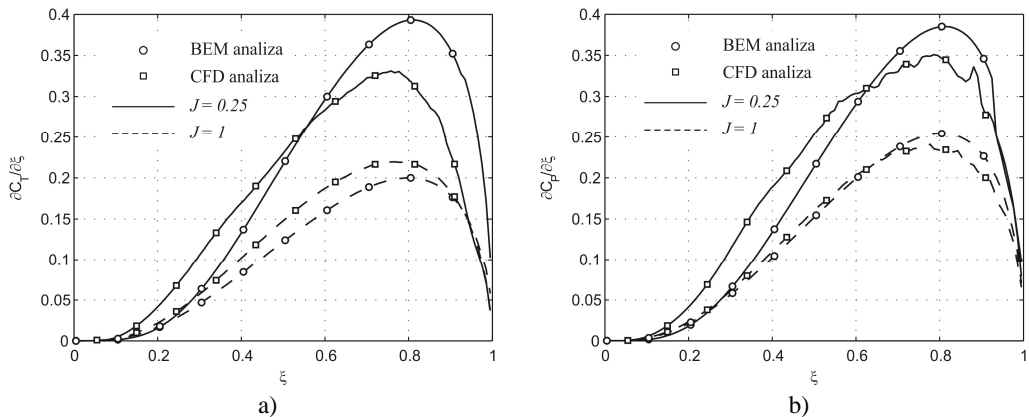 0.4
0.35
0.3
0.25
0.2
0.15
0.1
0.05
0
∂C_T/∂ξ
BEM analiza
CFD analiza
J = 0.25
J = 1
0 0.2 0.4 0.6 0.8 1
ξ
a)
0.4
0.35
0.3
0.25
0.2
0.15
0.1
0.05
0
∂C_P/∂ξ
BEM analiza
CFD analiza
J = 0.25
J = 1
0 0.2 0.4 0.6 0.8 1
ξ
b)